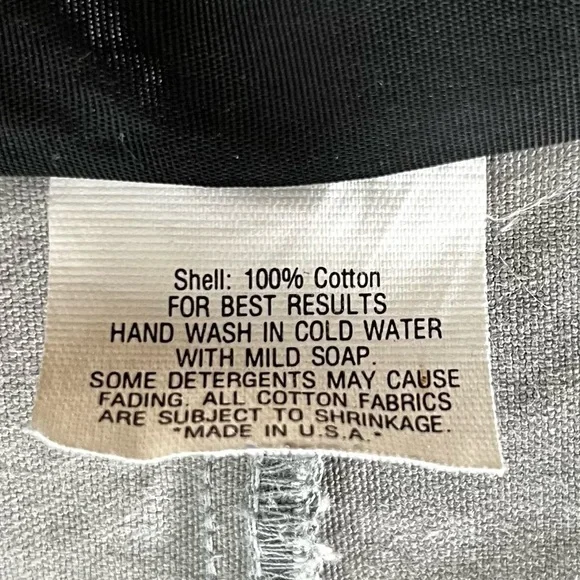 Shell: 100% Cotton
FOR BEST RESULTS
HAND WASH IN COLD WATER
WITH MILD SOAP.
SOME DETERGENTS MAY CAUSE
FADING. ALL COTTON FABRICS
ARE SUBJECT TO SHRINKAGE.
*MADE IN U.S.A.*